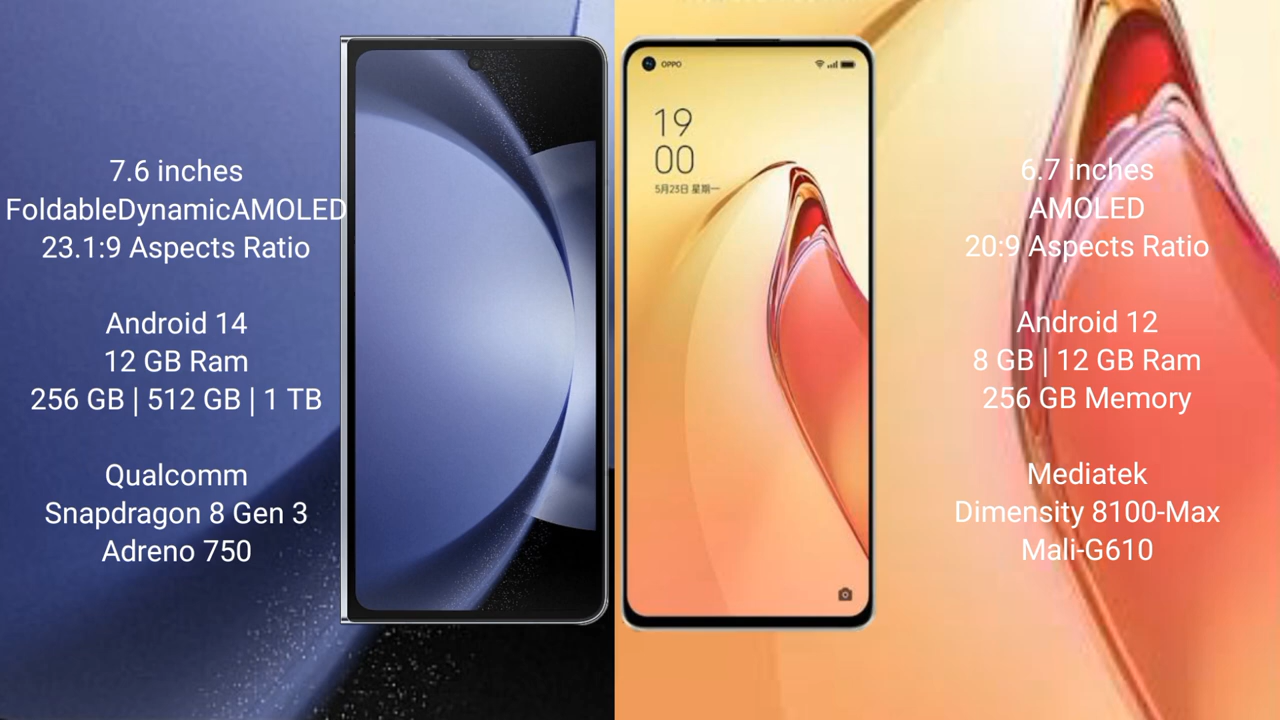 7.6 inches
FoldableDynamicAMOLED
23.1:9 Aspects Ratio
Android 14
12 GB Ram
256 GB | 512 GB | 1 TB
Qualcomm
Snapdragon 8 Gen 3
Adreno 750
OPPO
19
00
5月23日 星期一
6.7 inches
AMOLED
20:9 Aspects Ratio
Android 12
8 GB | 12 GB Ram
256 GB Memory
Mediatek
Dimensity 8100-Max
Mali-G610